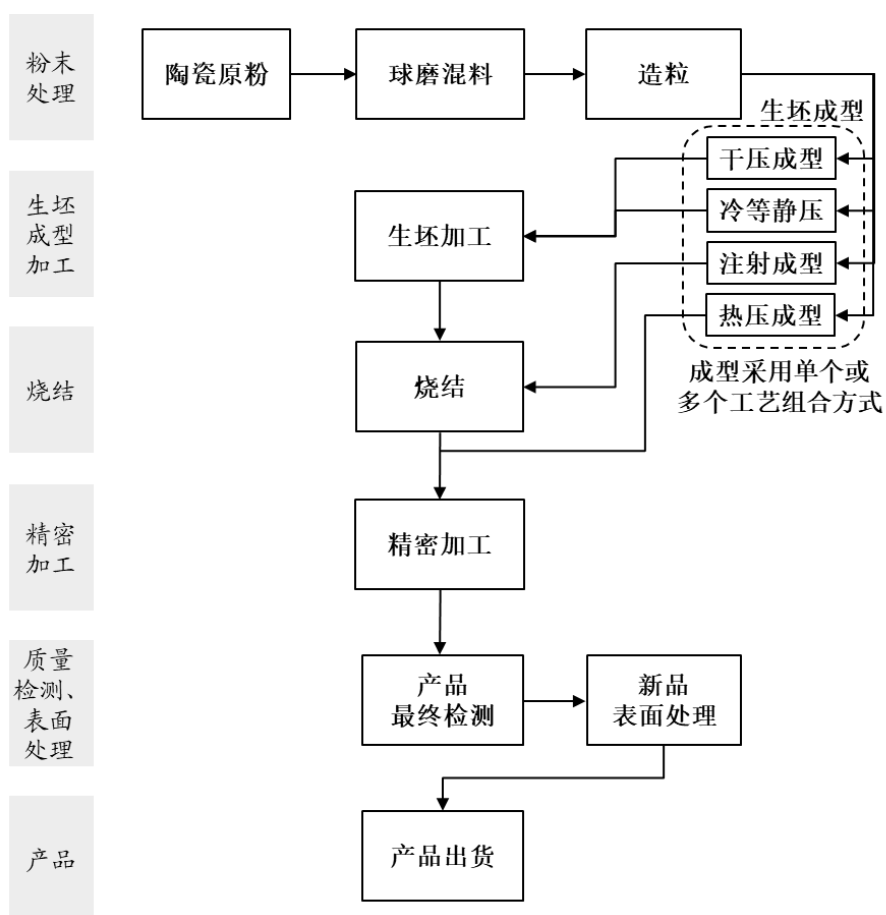 粉末
处理
陶瓷原粉
球磨混料
造粒
生坯成型
干压成型
冷等静压
注射成型
热压成型
成型采用单个或
多个工艺组合方式
生坯
成型
加工
生坯加工
烧结
烧结
精密
加工
精密加工
质量
检测、
表面
处理
产品
最终检测
新品
表面处理
产品
产品出货